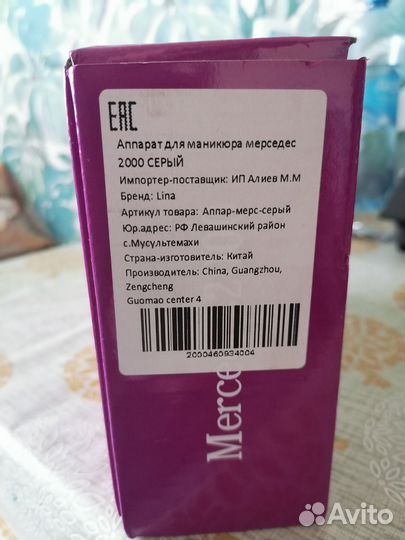 EAC
Аппарат для маникюра мерседес
2000 СЕРЫЙ
Импортер-поставщик: ИП Алиев М.М
Бренд: Lina
Артикул товара: Аппар-мерс-серый
Юр.адрес: РФ Левашинский район
с.Мусультемахи
Страна-изготовитель: Китай
Производитель: China, Guangzhou,
Zengcheng
Guomao center 4
2000460934004
Merce
Avito